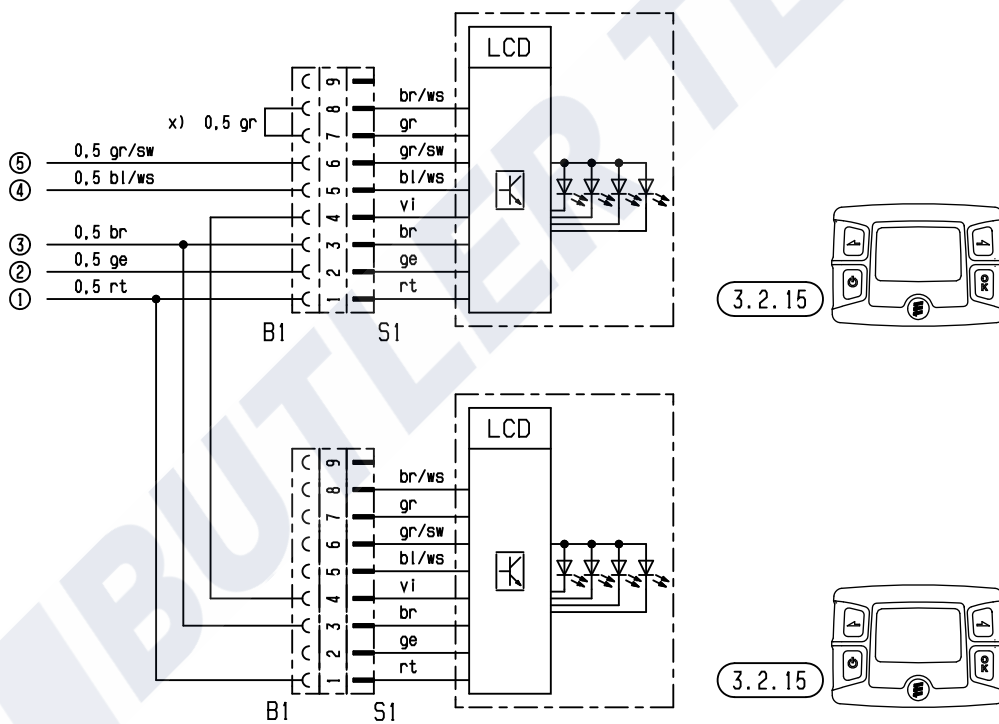 LCD
9
br/ws
8
x) 0,5 gr
gr
7
⑤ 0,5 gr/sw
6
gr/sw
④ 0,5 bl/ws
5
bl/ws
4
vi
③ 0,5 br
3
br
② 0,5 ge
2
ge
① 0,5 rt
1
rt
B1
S1
OK
3.2.15
LCD
9
br/ws
8
gr
7
gr/sw
6
bl/ws
5
vi
4
br
3
ge
2
rt
1
B1
S1
OK
3.2.15
BUTLER TE